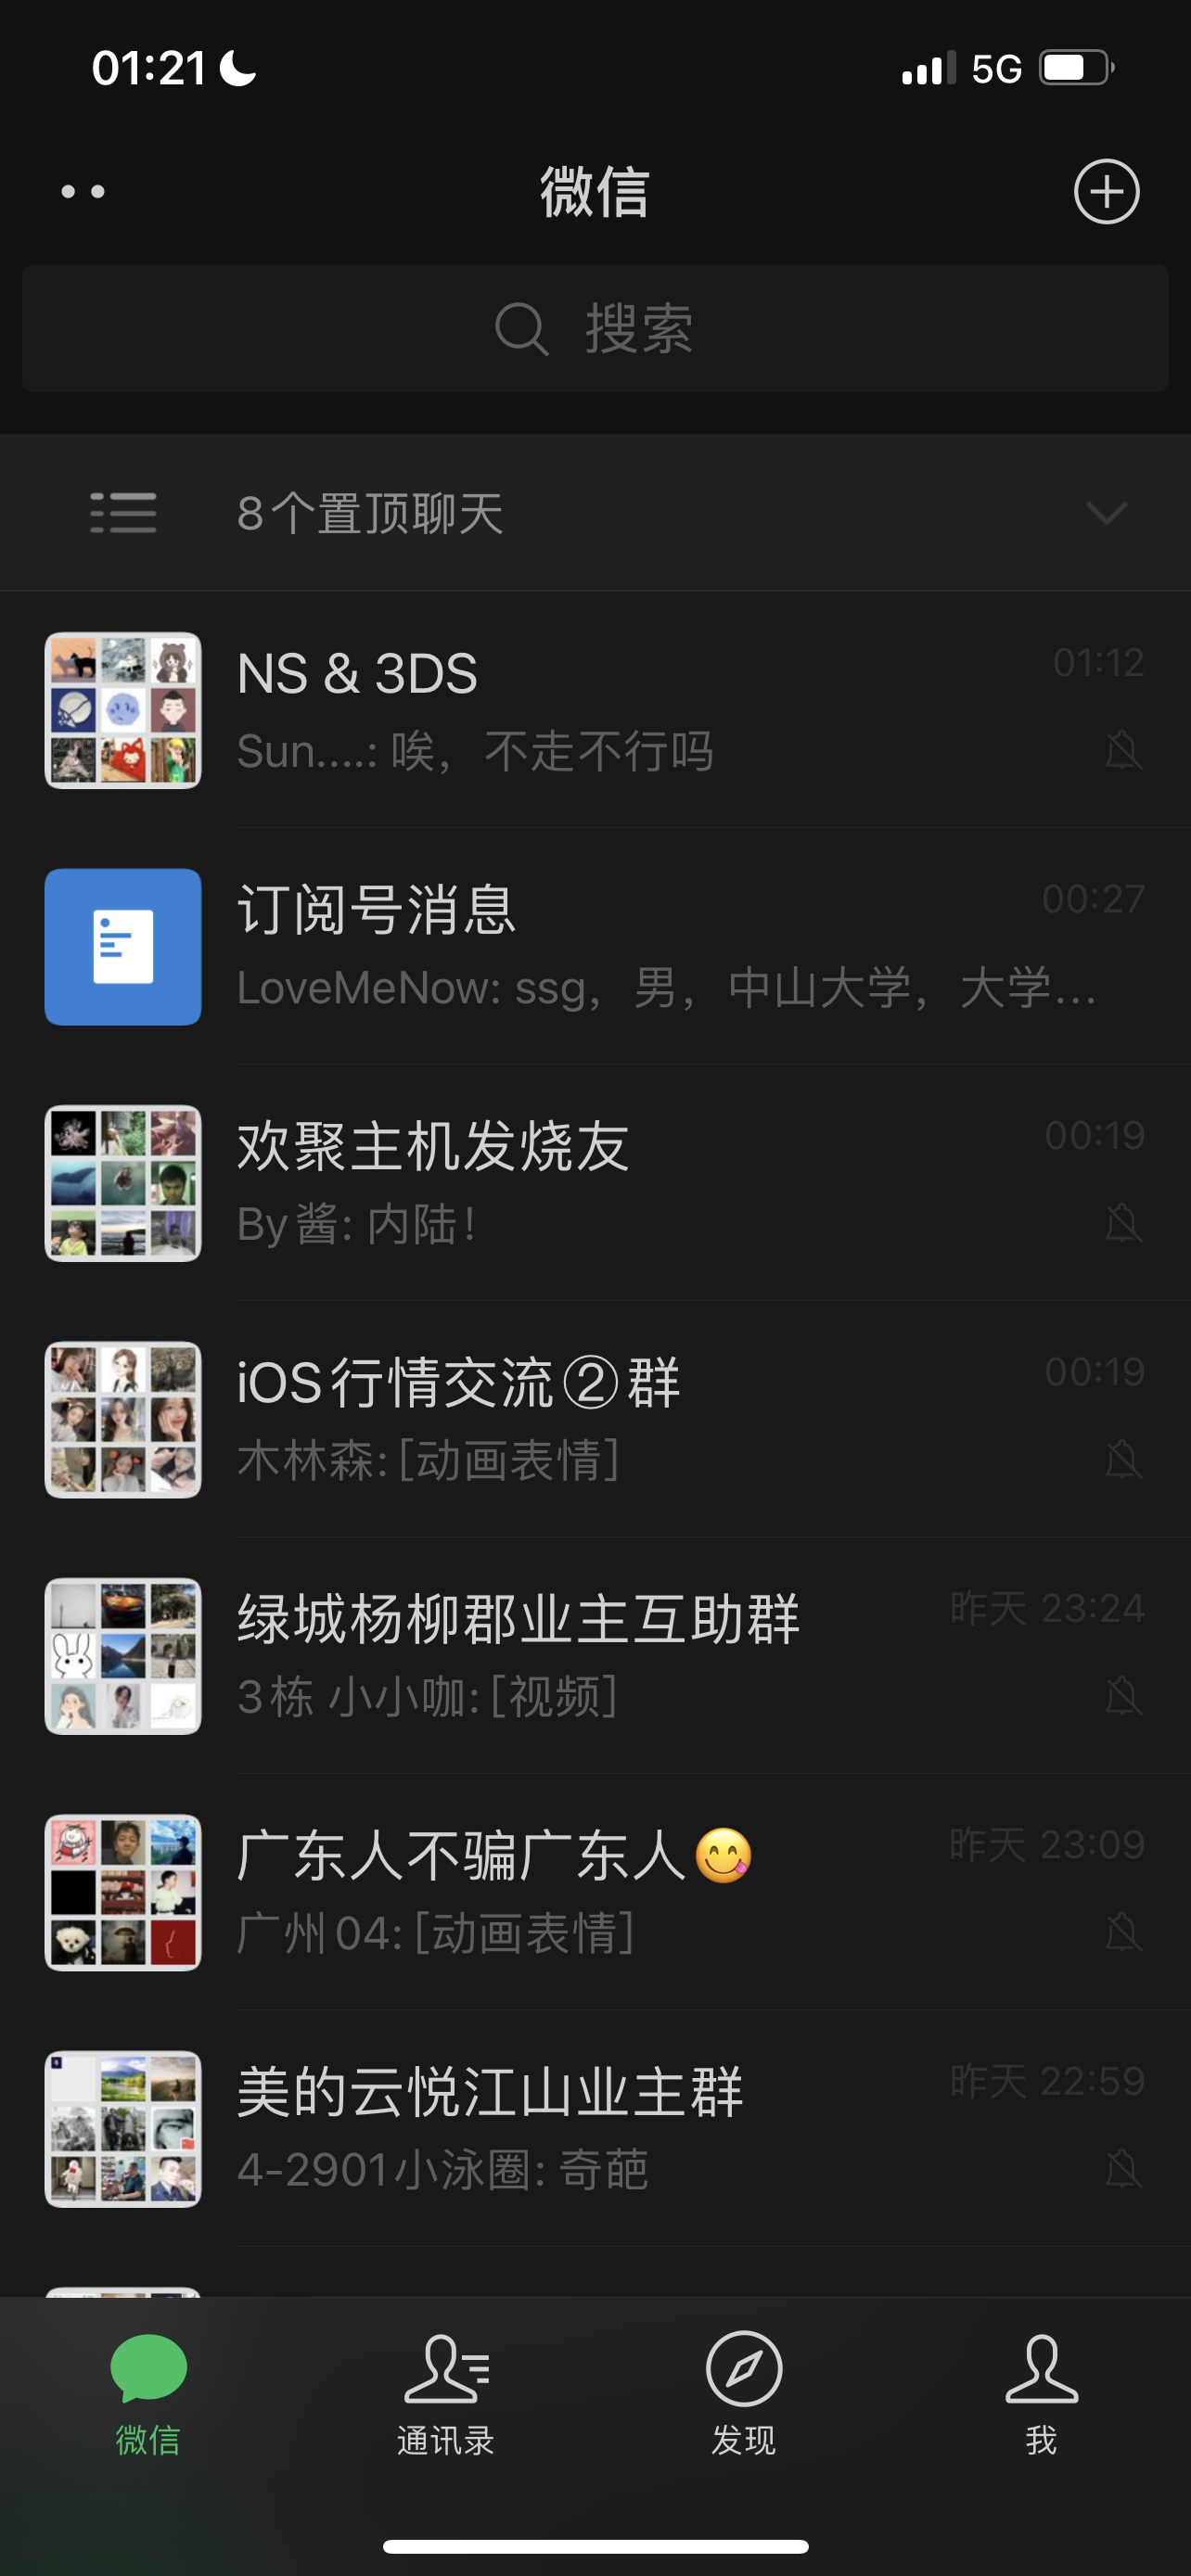 01:21
5G
微信
搜索
8个置顶聊天
NS & 3DS
01:12
Sun....: 唉，不走不行吗
订阅号消息
00:27
LoveMeNow: ssg，男，中山大学，大学...
欢聚主机发烧友
00:19
By酱: 内陆！
iOS行情交流②群
00:19
木林森: [动画表情]
绿城杨柳郡业主互助群
昨天 23:24
3栋 小小咖: [视频]
广东人不骗广东人😋
昨天 23:09
广州04: [动画表情]
美的云悦江山业主群
昨天 22:59
4-2901小泳圈: 奇葩
微信
通讯录
发现
我